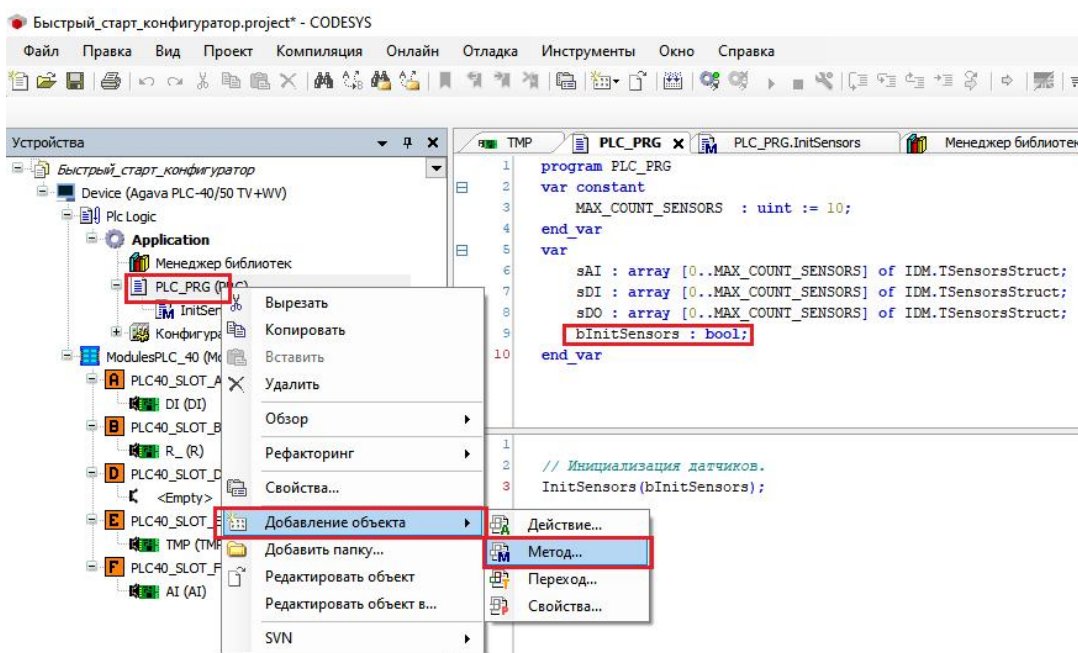 Быстрый_старт_конфигуратор.project* - CODESYS
Файл Правка Вид Проект Компиляция Онлайн Отладка Инструменты Окно Справка
Устройства
Быстрый_старт_конфигуратор
Device (Agava PLC-40/50 TV+WV)
Plc Logic
Application
Менеджер библиотек
PLC_PRG (PRG)
InitSer
Конфигура
ModulesPLC_40 (Mo
A PLC40_SLOT_A
DI (DI)
B PLC40_SLOT_B
R_ (R)
D PLC40_SLOT_D
<Empty>
E PLC40_SLOT_E
TMP (TMP
F PLC40_SLOT_F
AI (AI)
Вырезать
Копировать
Вставить
Удалить
Обзор
Рефакторинг
Свойства...
Добавление объекта
Добавить папку...
Редактировать объект
Редактировать объект в...
SVN
Действие...
Метод...
Переход...
Свойства...
TMP PLC_PRG PLC_PRG.InitSensors Менеджер библиотек
1 program PLC_PRG
2 var constant
3 MAX_COUNT_SENSORS : uint := 10;
4 end_var
5 var
6 sAI : array [0..MAX_COUNT_SENSORS] of IDM.TSensorsStruct;
7 sDI : array [0..MAX_COUNT_SENSORS] of IDM.TSensorsStruct;
8 sDO : array [0..MAX_COUNT_SENSORS] of IDM.TSensorsStruct;
9 bInitSensors : bool;
10 end_var
1
2 // Инициализация датчиков.
3 InitSensors(bInitSensors);